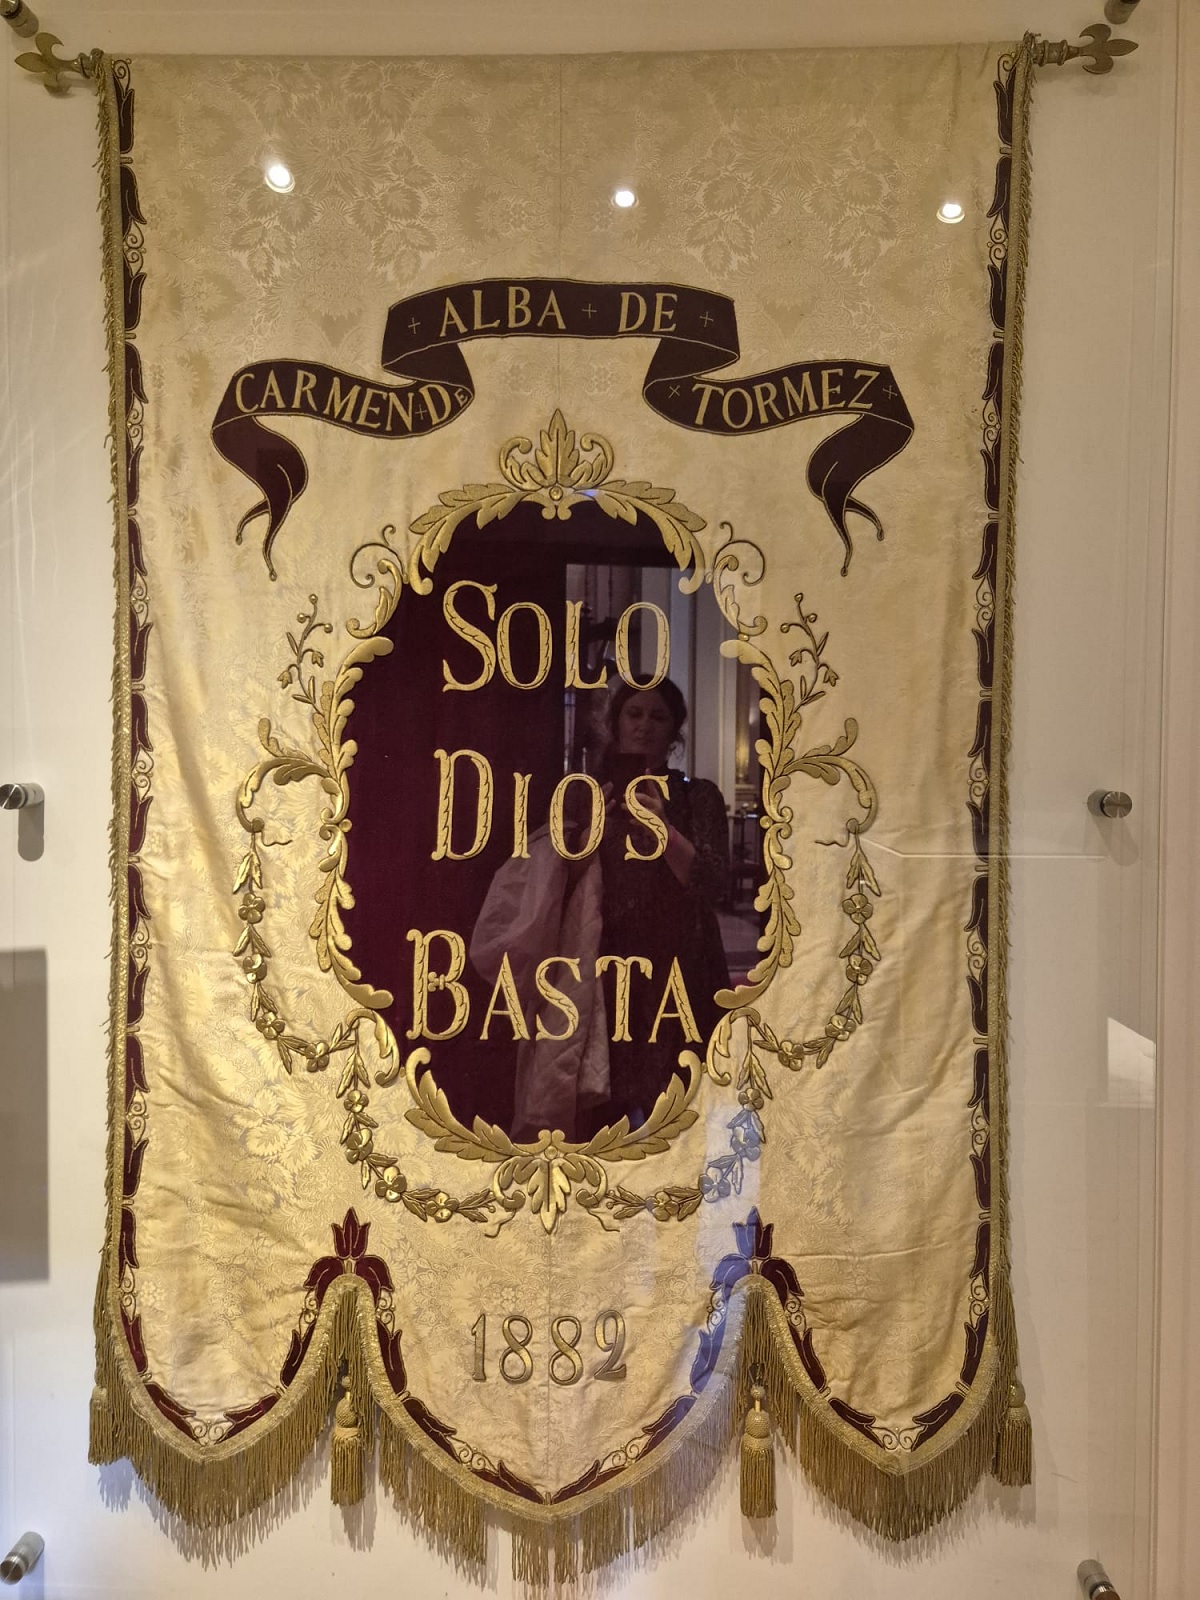 CARMEN + DE + ALBA + DE + × TORMEZ +
SOLO
DIOS
BASTA
1882